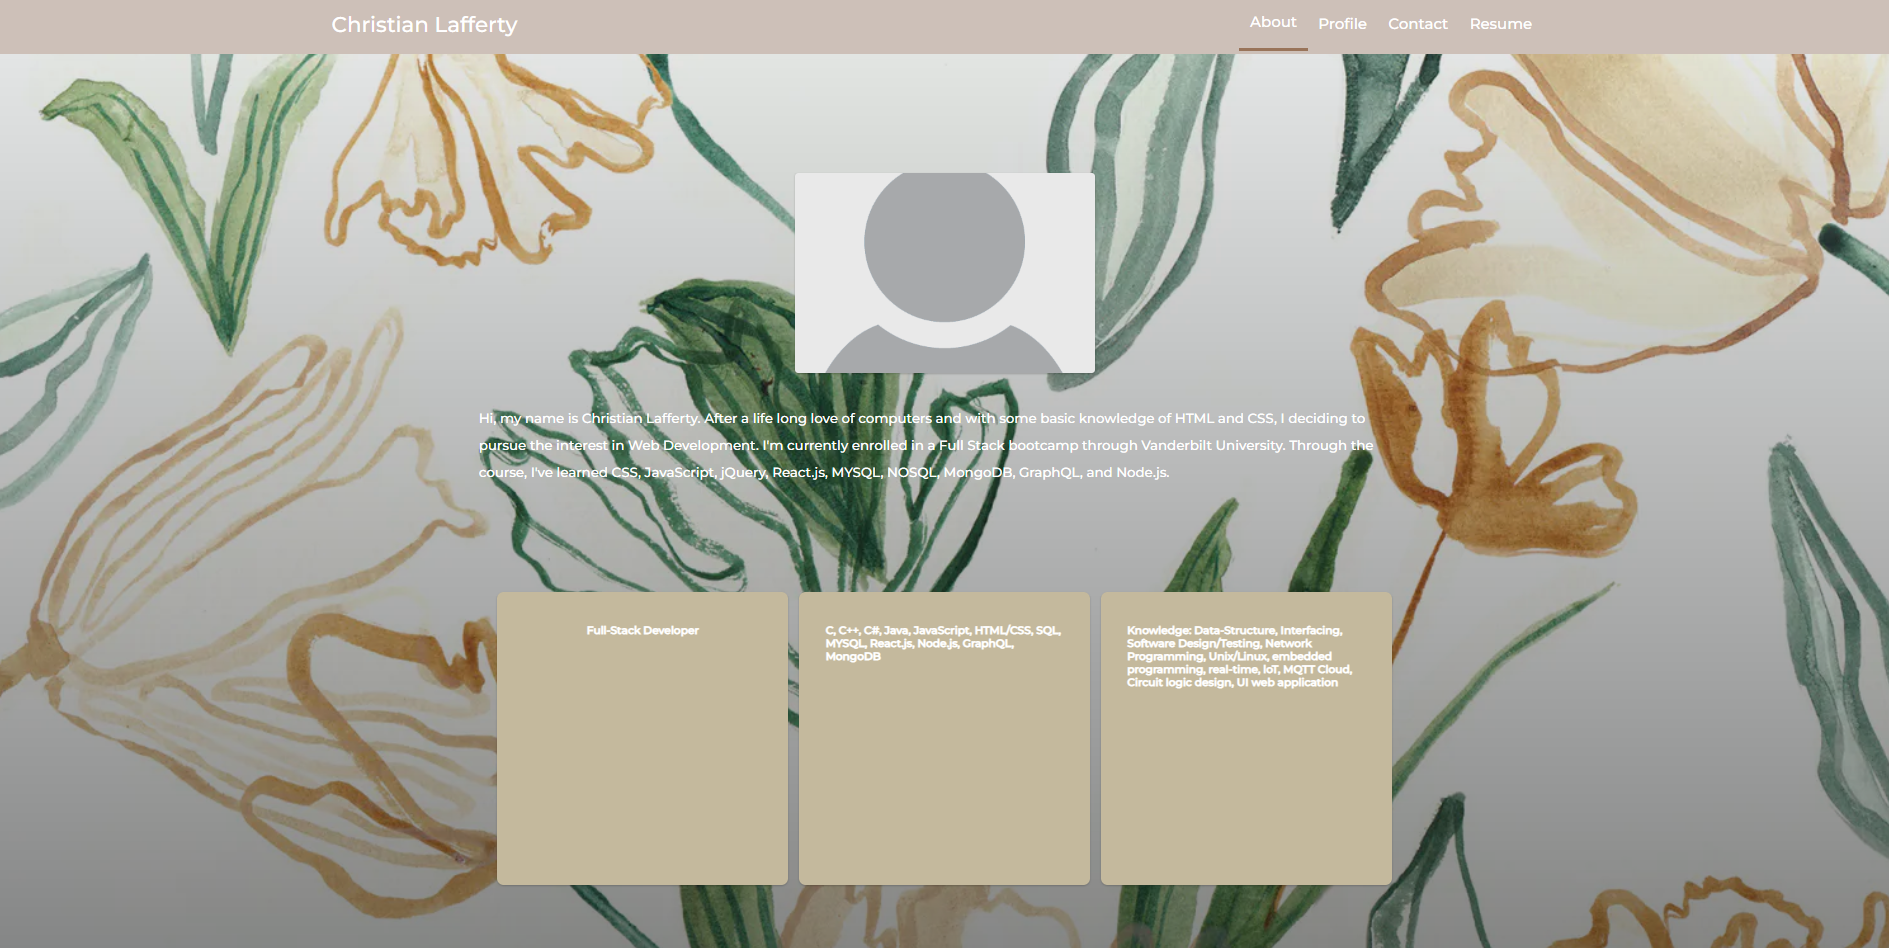 Christian Lafferty
About
Profile
Contact
Resume
Hi, my name is Christian Lafferty. After a life long love of computers and with some basic knowledge of HTML and CSS, I deciding to
pursue the interest in Web Development. I'm currently enrolled in a Full Stack bootcamp through Vanderbilt University. Through the
course, I've learned CSS, JavaScript, jQuery, React.js, MYSQL, NOSQL, MongoDB, GraphQL, and Node.js.
Full-Stack Developer
C, C++, C#, Java, JavaScript, HTML/CSS, SQL,
MYSQL, React.js, Node.js, GraphQL,
MongoDB
Knowledge: Data-Structure, Interfacing,
Software Design/Testing, Network
Programming, Unix/Linux, embedded
programming, real-time, IoT, MQTT Cloud,
Circuit logic design, UI web application